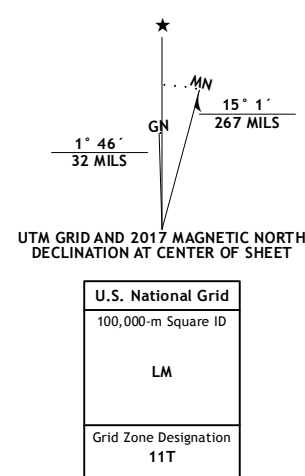 ★
MN
GN
1° 46´
32 MILS
15° 1´
267 MILS
UTM GRID AND 2017 MAGNETIC NORTH
DECLINATION AT CENTER OF SHEET
U.S. National Grid
100,000-m Square ID
LM
Grid Zone Designation
11T